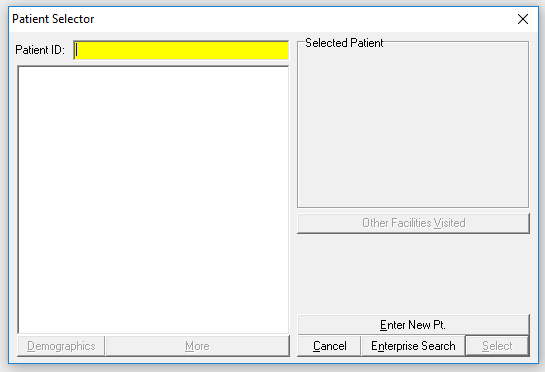 Patient Selector
Patient ID:
Selected Patient
Other Facilities Visited
Enter New Pt.
Demographics
More
Cancel
Enterprise Search
Select